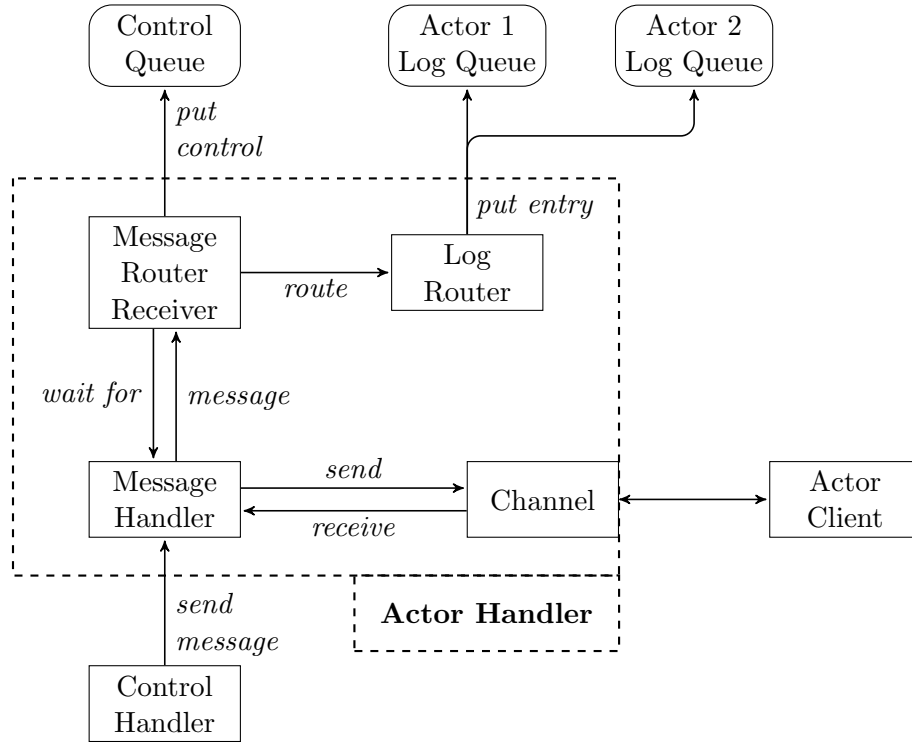 Control
Queue
Actor 1
Log Queue
Actor 2
Log Queue
put
control
put entry
Message
Router
Receiver
route
Log
Router
wait for
message
Message
Handler
send
receive
Channel
Actor
Client
Actor Handler
send
message
Control
Handler